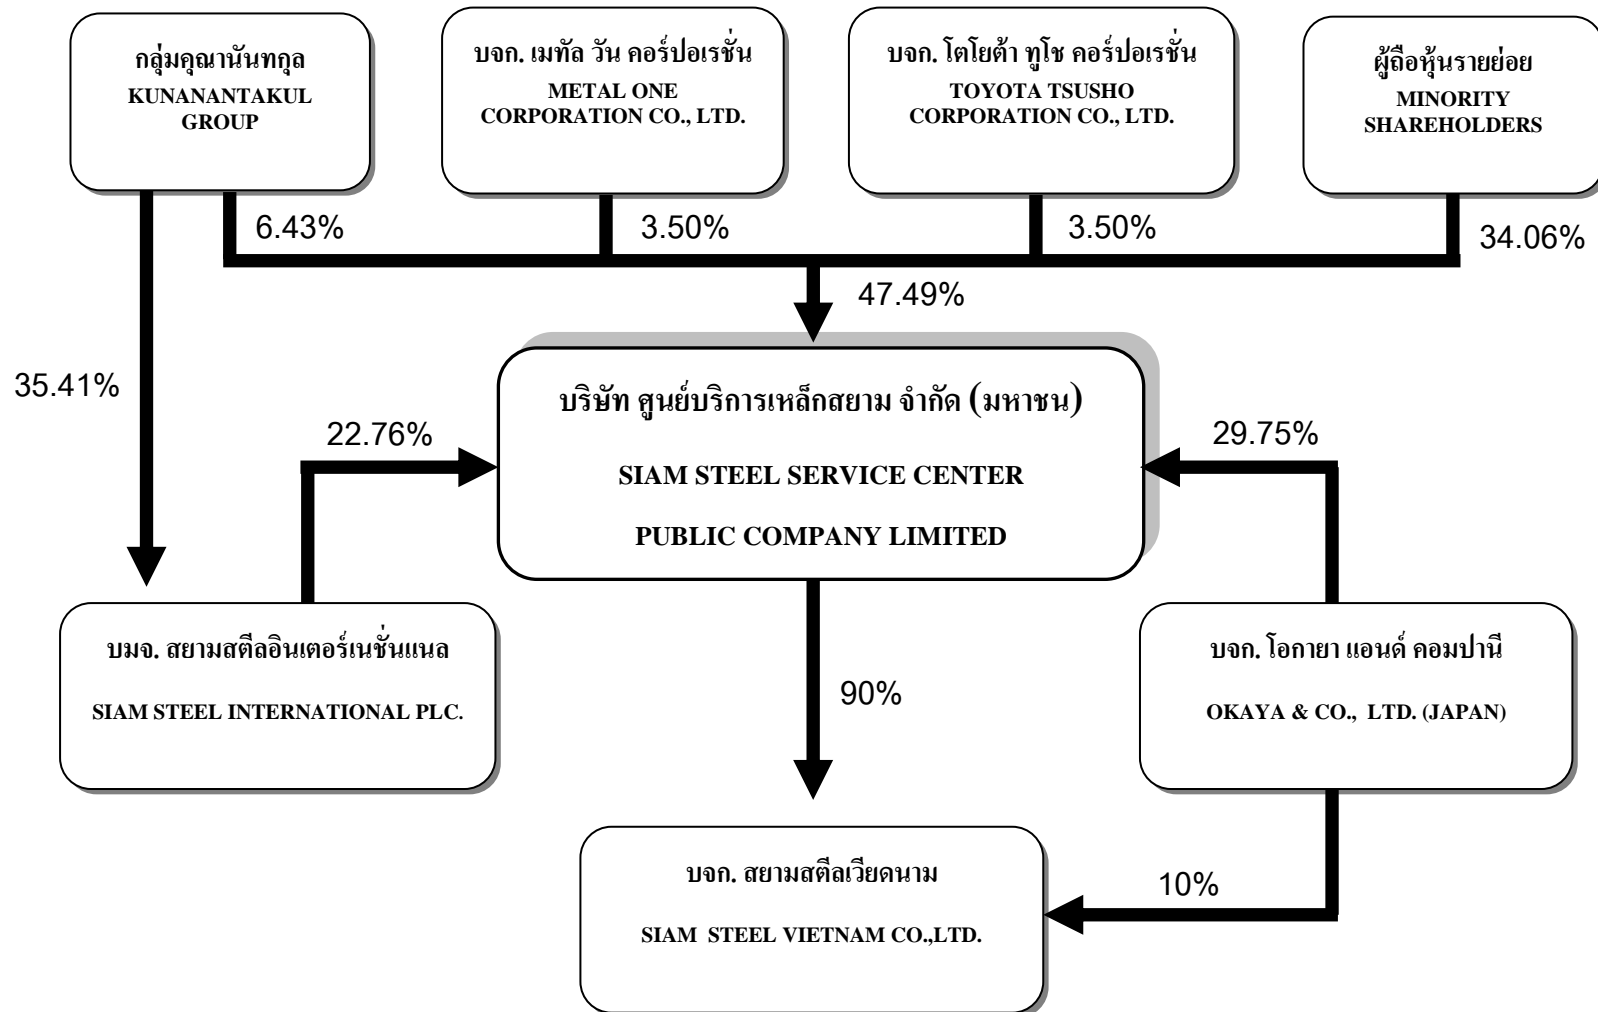 กลุ่มคุณานันทกุล
KUNANANTAKUL
GROUP
บจก. เมทัล วัน คอร์ปอเรชั่น
METAL ONE
CORPORATION CO., LTD.
บจก. โตโยต้า ทูโช คอร์ปอเรชั่น
TOYOTA TSUSHO
CORPORATION CO., LTD.
ผู้ถือหุ้นรายย่อย
MINORITY
SHAREHOLDERS
6.43%
3.50%
3.50%
34.06%
47.49%
35.41%
22.76%
29.75%
บริษัท ศูนย์บริการเหล็กสยาม จำกัด (มหาชน)
SIAM STEEL SERVICE CENTER
PUBLIC COMPANY LIMITED
บมจ. สยามสตีลอินเตอร์เนชั่นแนล
SIAM STEEL INTERNATIONAL PLC.
90%
บจก. โอกายา แอนด์ คอมปานี
OKAYA & CO., LTD. (JAPAN)
บจก. สยามสตีลเวียดนาม
SIAM STEEL VIETNAM CO.,LTD.
10%